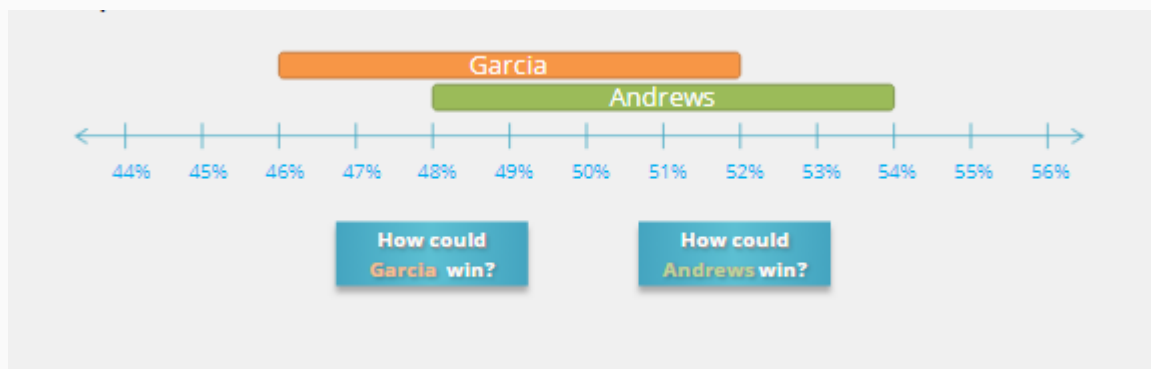 Garcia
Andrews
44% 45% 46% 47% 48% 49% 50% 51% 52% 53% 54% 55% 56%
How could
Garcia win?
How could
Andrews win?